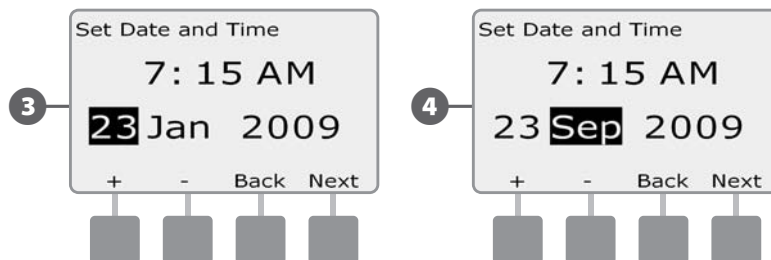 Set Date and Time
7: 15 AM
3
23 Jan 2009
+ - Back Next
Set Date and Time
7: 15 AM
4
23 Sep 2009
+ - Back Next